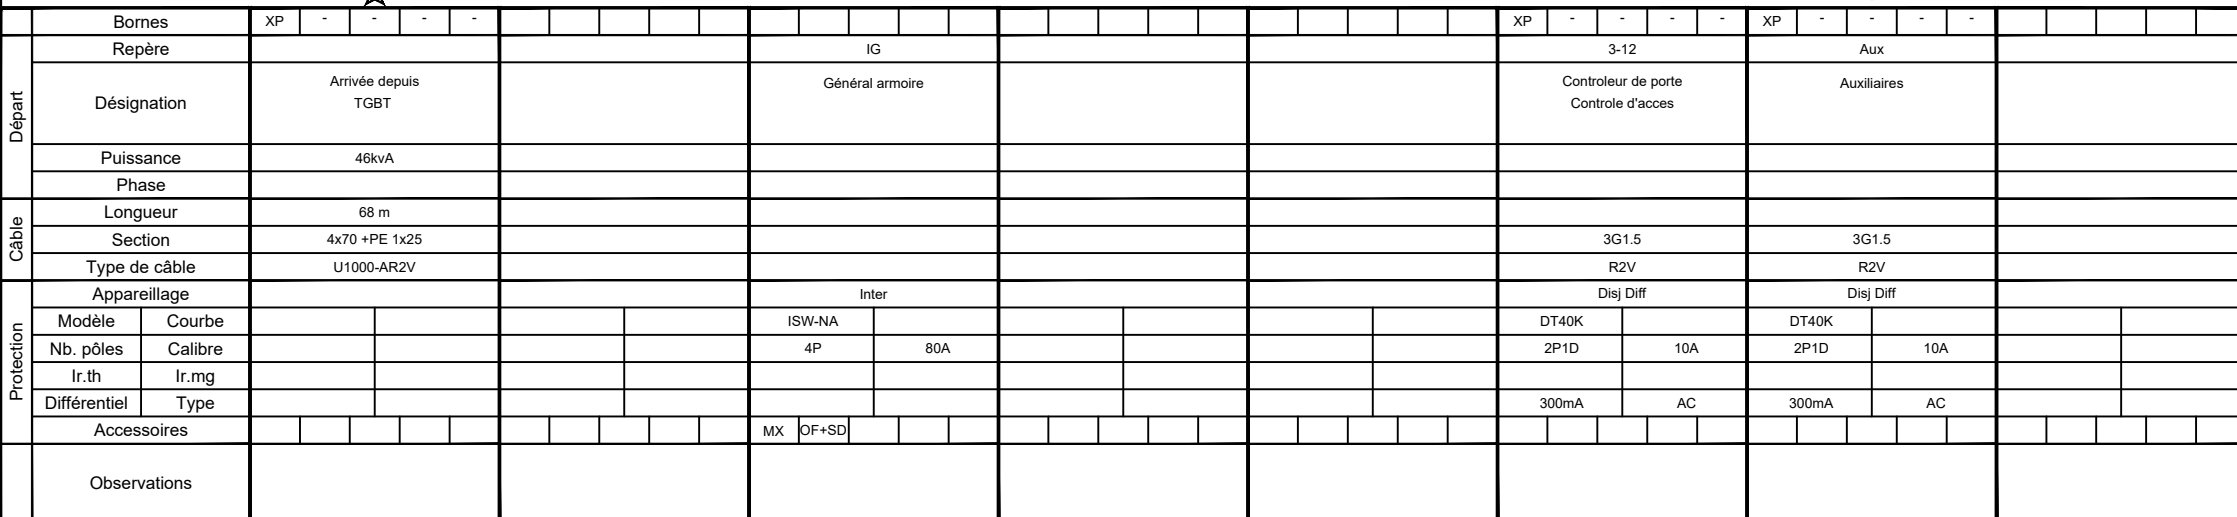 Bornes XP - - - - XP - - - - XP - - - -
Départ
Repère IG 3-12 Aux
Désignation
Arrivée depuis Général armoire Controleur de porte Auxiliaires
TGBT Controle d'acces
Puissance 46kvA
Phase
Câble
Longueur 68 m
Section 4x70 +PE 1x25 3G1.5 3G1.5
Type de câble U1000-AR2V R2V R2V
Protection
Appareillage Inter Disj Diff Disj Diff
Modèle Courbe ISW-NA DT40K DT40K
Nb. pôles Calibre 4P 80A 2P1D 10A 2P1D 10A
Ir.th Ir.mg
Différentiel Type 300mA AC 300mA AC
Accessoires MX OF+SD
Observations